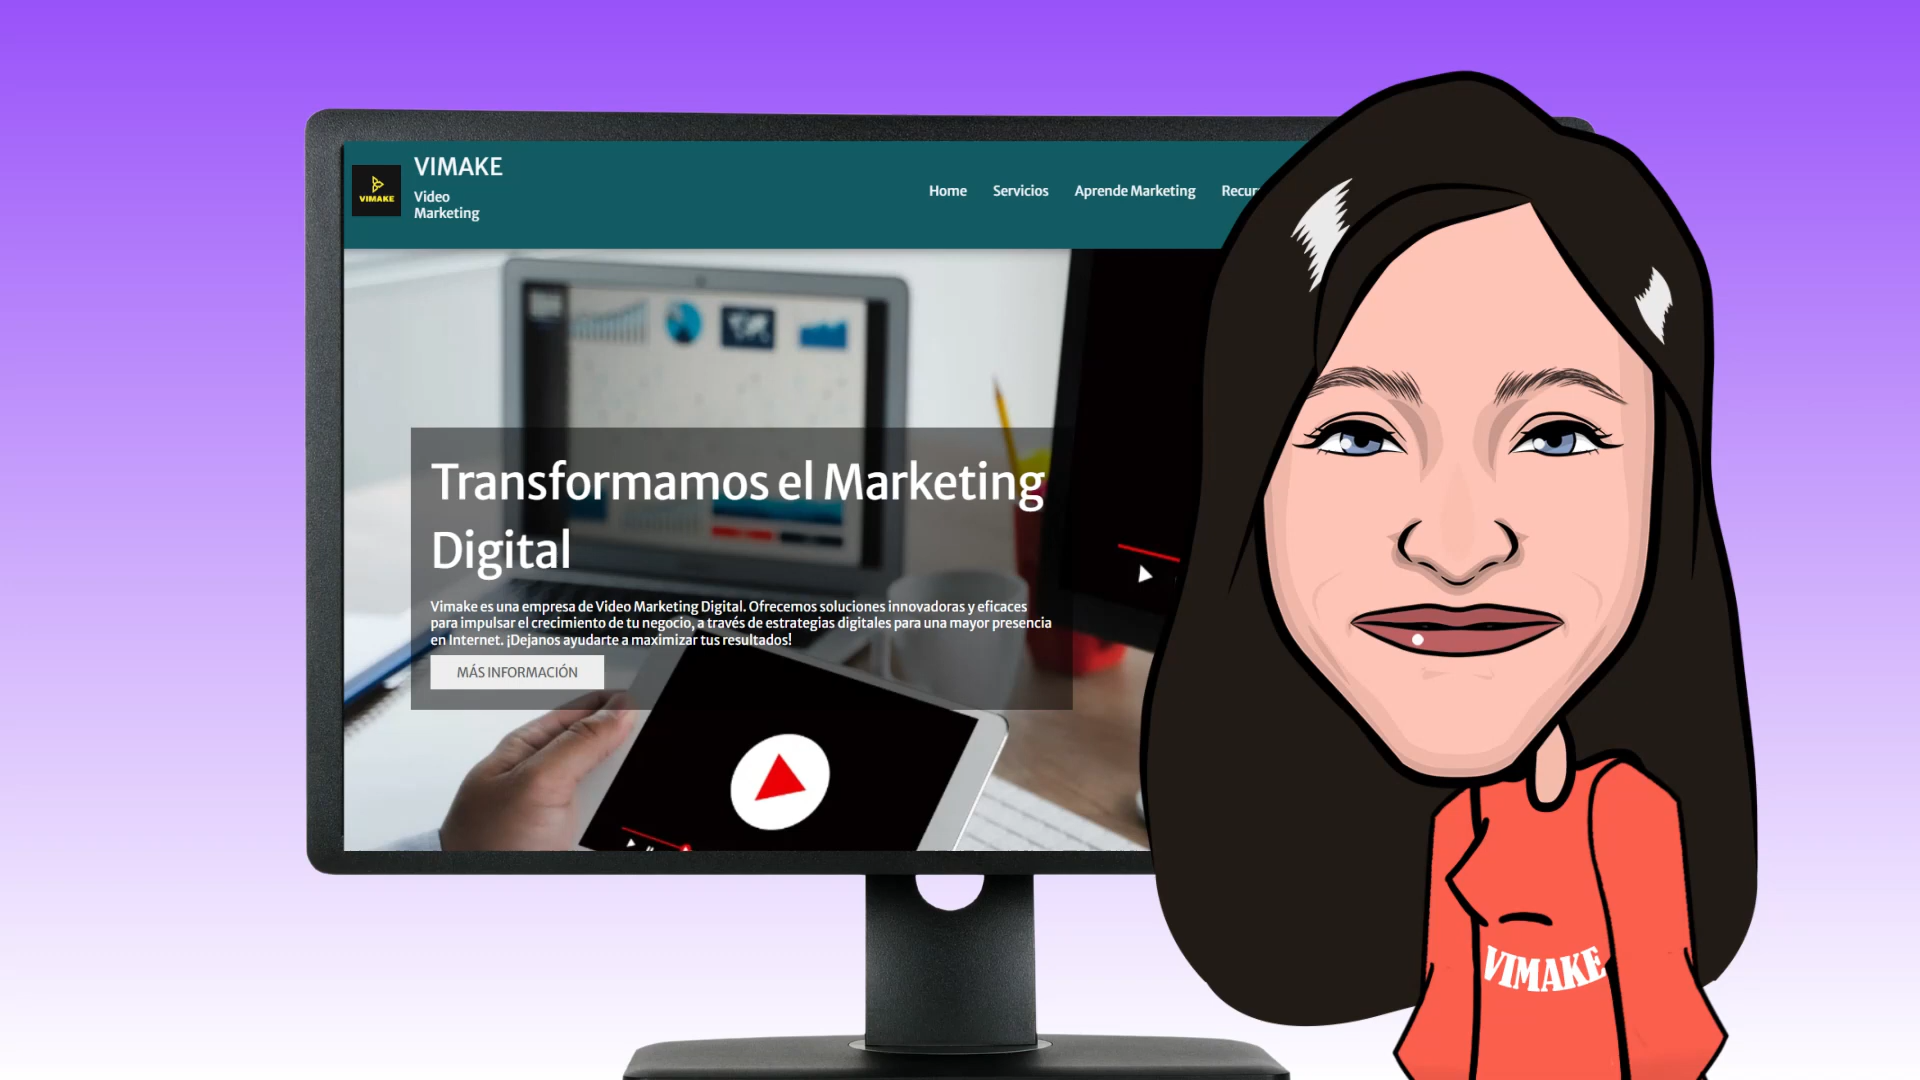 VIMAKE
VIMAKE
Video
Marketing
Home Servicios Aprende Marketing
Transformamos el Marketing
Digital
Vimake es una empresa de Video Marketing Digital. Ofrecemos soluciones innovadoras y eficaces
para impulsar el crecimiento de tu negocio, a través de estrategias digitales para una mayor presencia
en Internet. ¡Dejanos ayudarte a maximizar tus resultados!
MÁS INFORMACIÓN
VIMAKE